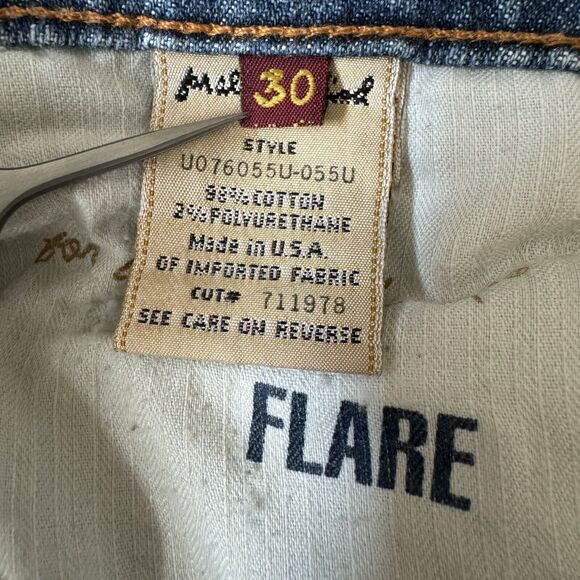 30
STYLE
U076055U-055U
98% COTTON
2% POLYURETHANE
Made in U.S.A.
OF IMPORTED FABRIC
CUT# 711978
SEE CARE ON REVERSE
for
FLARE